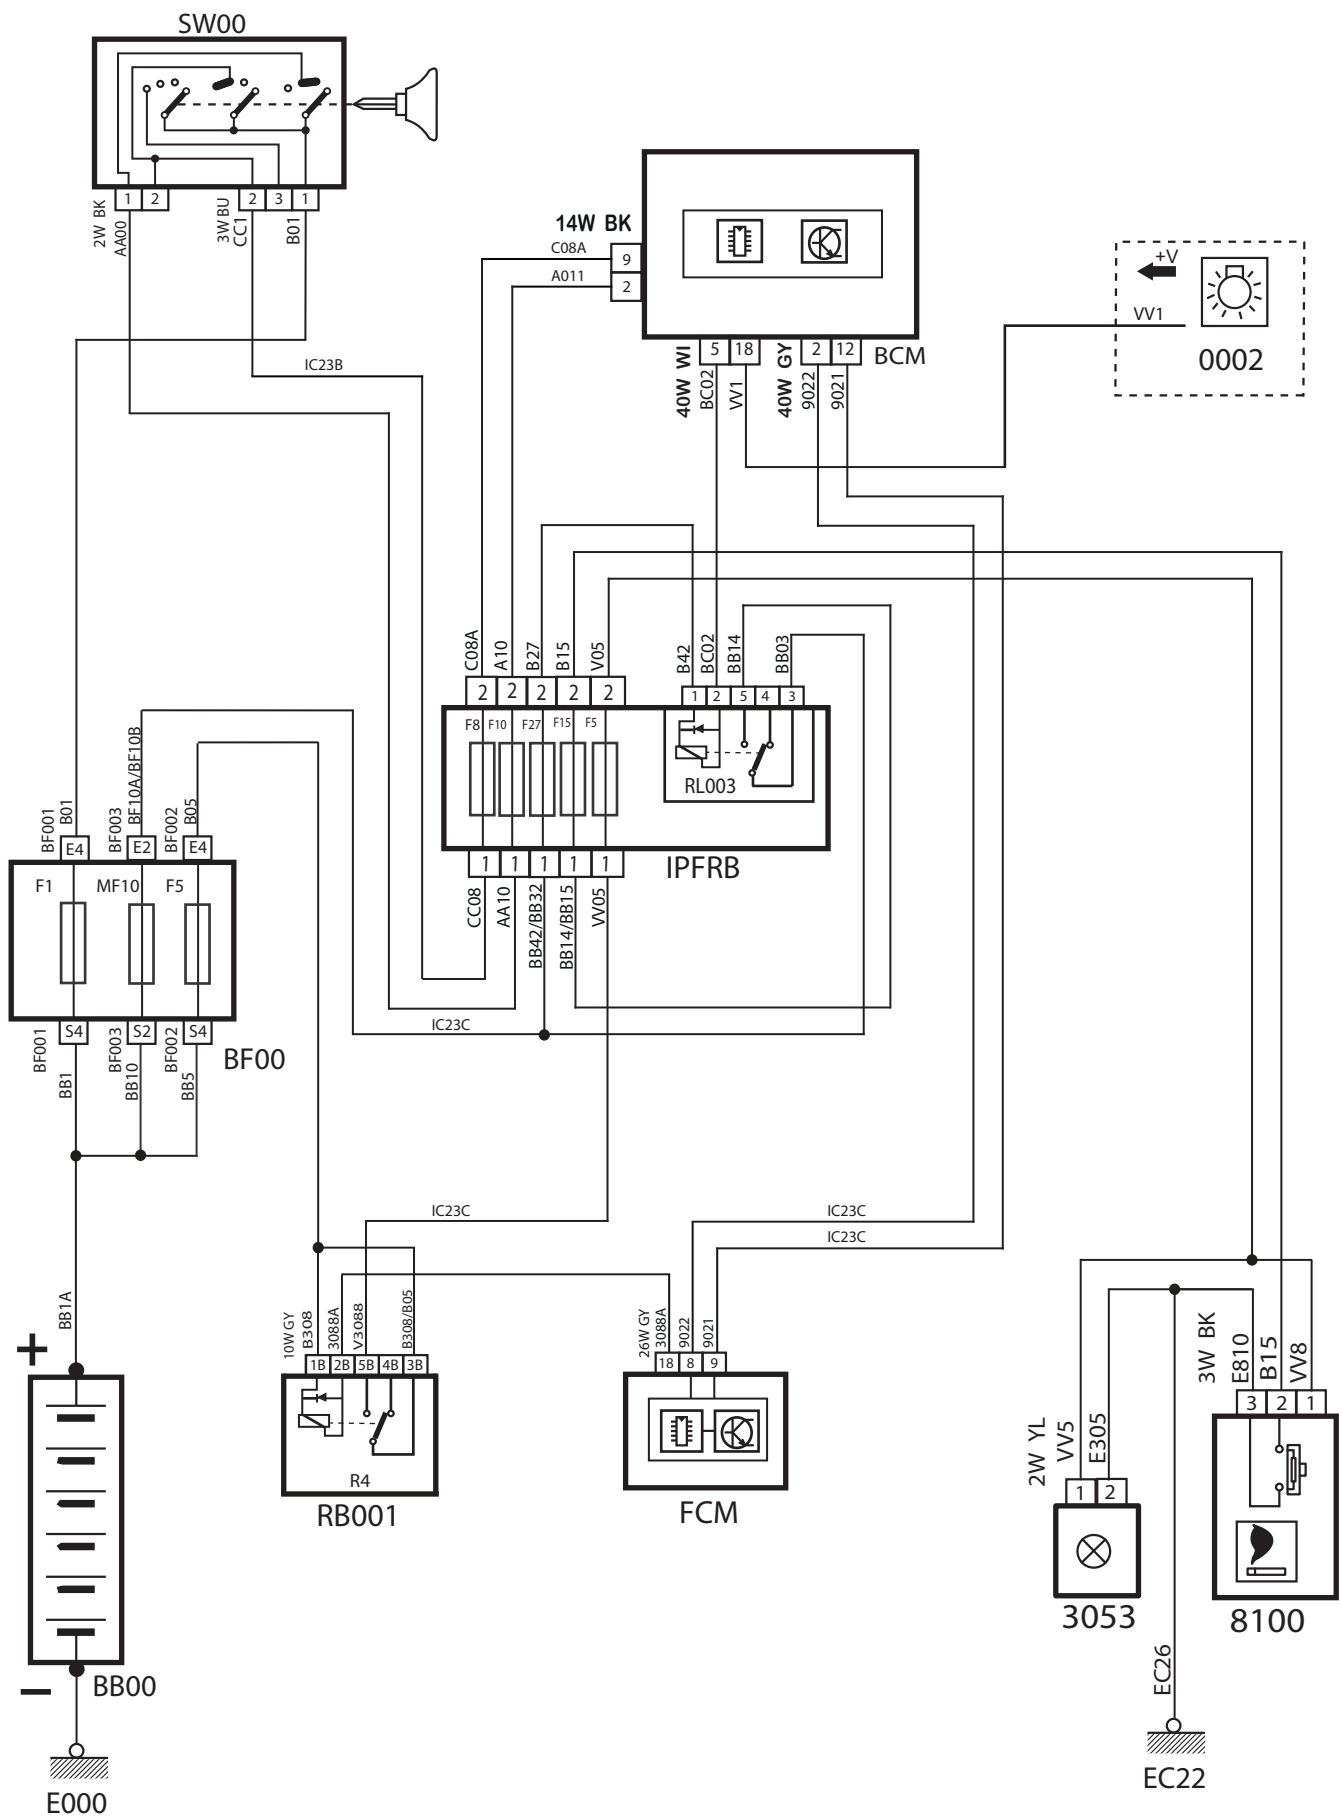 SW00
1 2 2 3 1
2W BK
AA00
3W BU
CC1
B01
14W BK
C08A
9
A011
2
BCM
5 18 2 12
40W WI
BC02
VV1
40W GY
9022
9021
+V
VV1
0002
IC23B
C08A
A10
B27
B15
V05
B42
BC02
BB14
BB03
2 2 2 2 2
1 2 5 4 3
F8 F10 F27 F15 F5
RL003
IPFRB
1 1 1 1 1
CC08
AA10
BB42/BB32
BB14/BB15
VV05
BF001
B01
BF003
BF10A/BF10B
BF002
B05
E4 E2 E4
F1 MF10 F5
S4 S2 S4
BF00
BF001
BB1
BF003
BB10
BF002
BB5
IC23C
IC23C
IC23C
IC23C
BB1A
+
−
BB00
E000
10W GY
B308
3088A
V3088
B308/B05
1B 2B 5B 4B 3B
R4
RB001
26W GY
3088A
9022
9021
18 8 9
FCM
3W BK
E810
B15
VV8
3 2 1
8100
2W YL
VV5
E305
1 2
3053
EC26
EC22